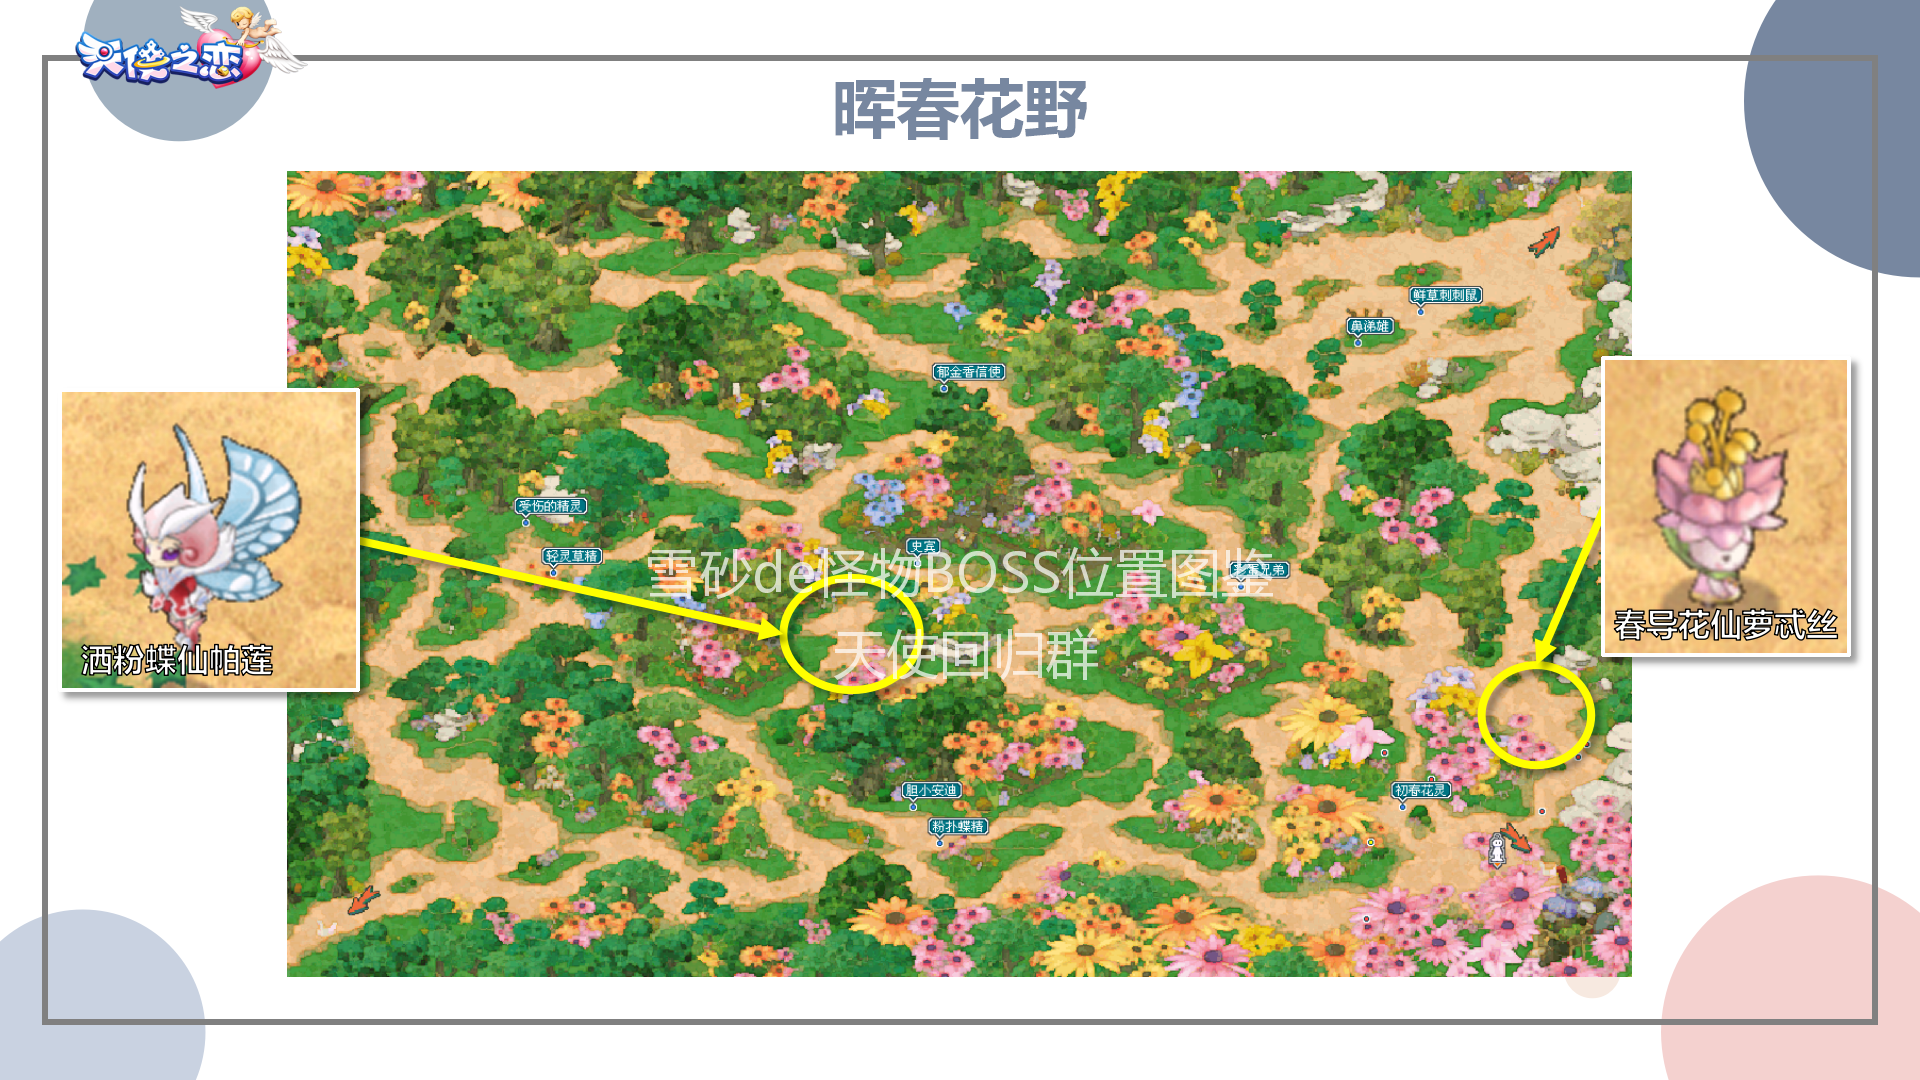 天使之恋
晖春花野
鲜草刺刺鼠
鼻涕雄
郁金香信使
受伤的精灵
轻灵草精
史宾
兄弟
雪砂de怪物BOSS位置图鉴
天使回归群
洒粉蝶仙帕莲
春导花仙萝忒丝
胆小安迪
粉扑蝶精
初春花灵